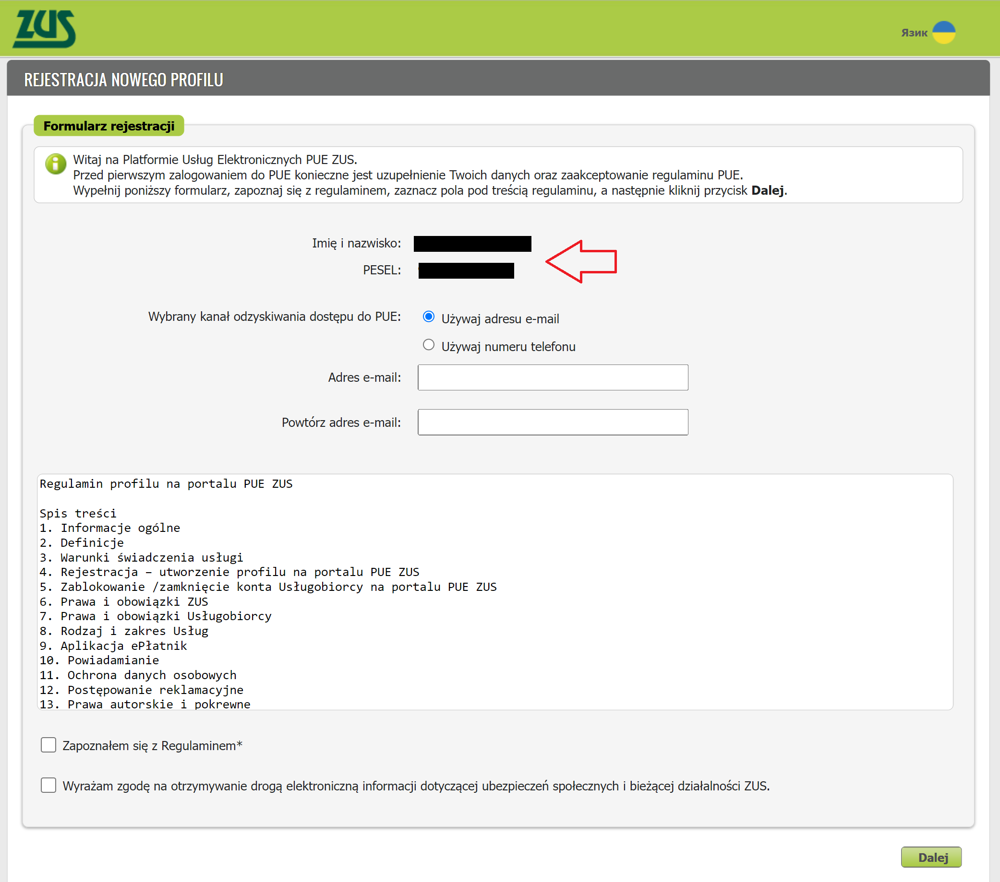 ZUS
Язик
REJESTRACJA NOWEGO PROFILU
Formularz rejestracji
Witaj na Platformie Usług Elektronicznych PUE ZUS.
Przed pierwszym zalogowaniem do PUE konieczne jest uzupełnienie Twoich danych oraz zaakceptowanie regulaminu PUE.
Wypełnij poniższy formularz, zapoznaj się z regulaminem, zaznacz pola pod treścią regulaminu, a następnie kliknij przycisk Dalej.
Imię i nazwisko:
PESEL:
Wybrany kanał odzyskiwania dostępu do PUE:
Używaj adresu e-mail
Używaj numeru telefonu
Adres e-mail:
Powtórz adres e-mail:
Regulamin profilu na portalu PUE ZUS
Spis treści
1. Informacje ogólne
2. Definicje
3. Warunki świadczenia usługi
4. Rejestracja – utworzenie profilu na portalu PUE ZUS
5. Zablokowanie /zamknięcie konta Usługobiorcy na portalu PUE ZUS
6. Prawa i obowiązki ZUS
7. Prawa i obowiązki Usługobiorcy
8. Rodzaj i zakres Usług
9. Aplikacja ePłatnik
10. Powiadamianie
11. Ochrona danych osobowych
12. Postępowanie reklamacyjne
13. Prawa autorskie i pokrewne
Zapoznałem się z Regulaminem*
Wyrażam zgodę na otrzymywanie drogą elektroniczną informacji dotyczącej ubezpieczeń społecznych i bieżącej działalności ZUS.
Dalej